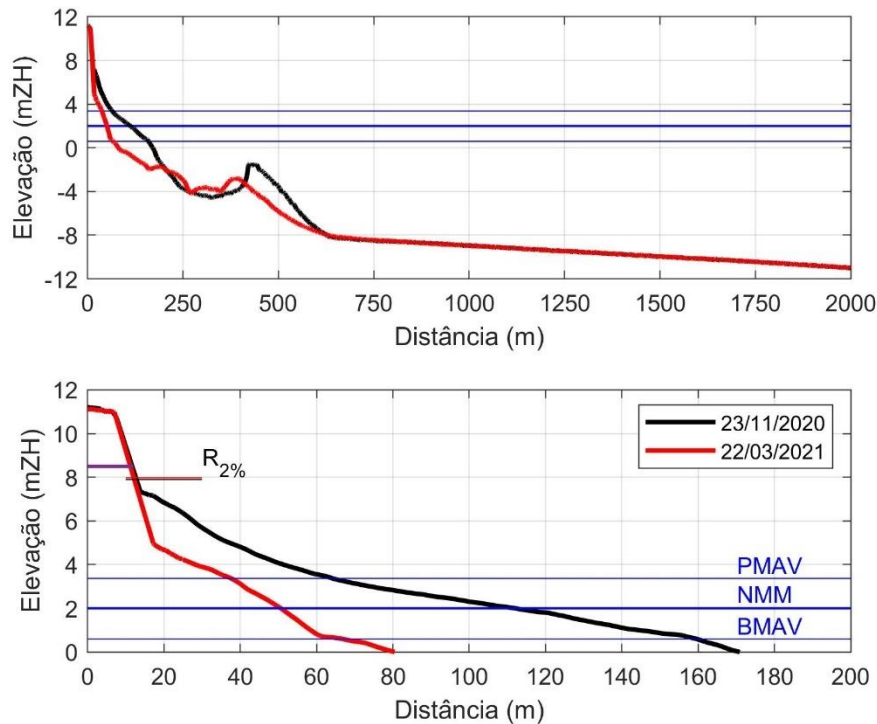 12
8
4
0
-4
-8
-12
Elevação (mZH)
0 250 500 750 1000 1250 1500 1750 2000
Distância (m)
12
10
8
6
4
2
0
Elevação (mZH)
23/11/2020
22/03/2021
R2%
PMAV
NMM
BMAV
0 20 40 60 80 100 120 140 160 180 200
Distância (m)